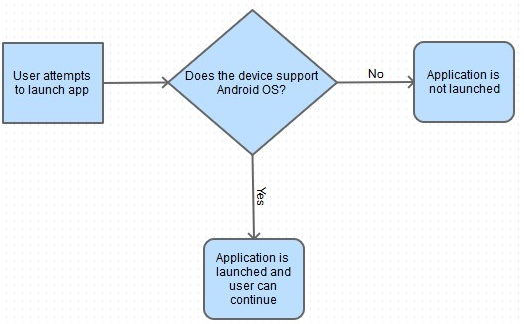 User attempts
to launch app
Does the device support
Android OS?
No
Application is
not launched
Yes
Application is
launched and
user can
continue